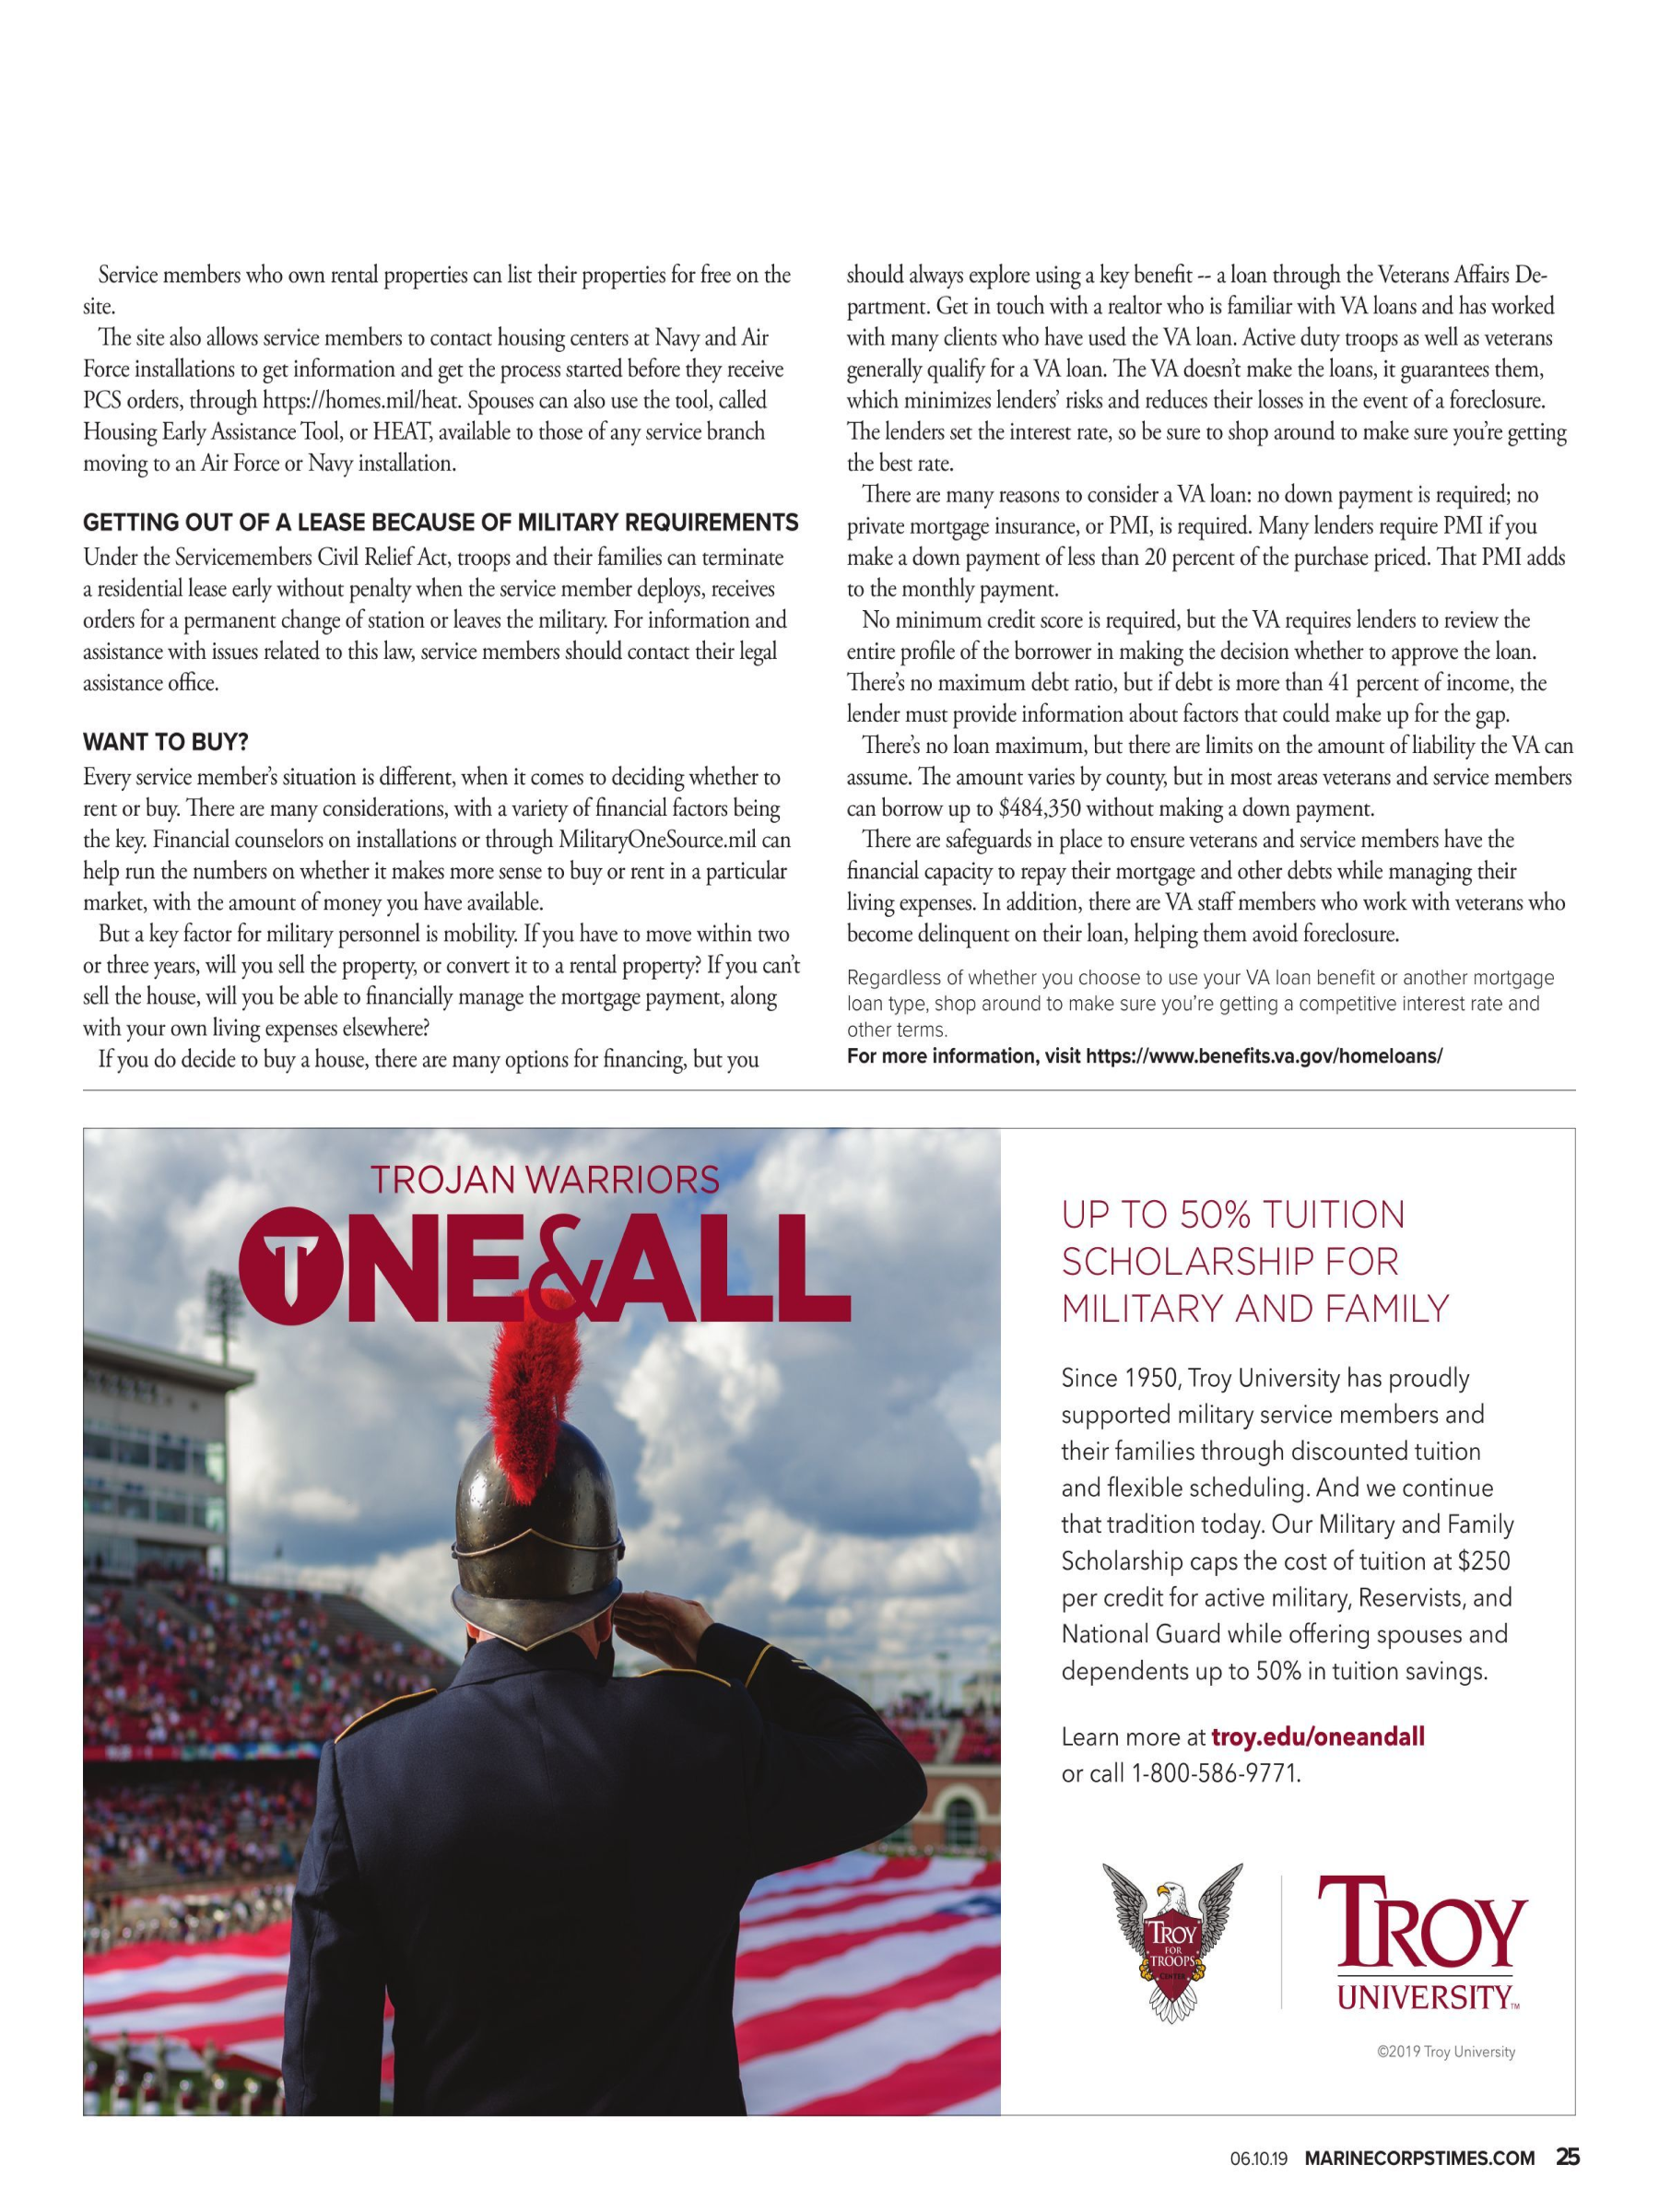 Service members who own rental properties can list their properties for free on the
site.
The site also allows service members to contact housing centers at Navy and Air
Force installations to get information and get the process started before they receive
PCS orders, through https://homes.mil/heat. Spouses can also use the tool, called
Housing Early Assistance Tool, or HEAT, available to those of any service branch
moving to an Air Force or Navy installation.
GETTING OUT OF A LEASE BECAUSE OF MILITARY REQUIREMENTS
Under the Servicemembers Civil Relief Act, troops and their families can terminate
a residential lease early without penalty when the service member deploys, receives
orders for a permanent change of station or leaves the military. For information and
assistance with issues related to this law, service members should contact their legal
assistance office.
WANT TO BUY?
Every service member's situation is different, when it comes to deciding whether to
rent or buy. There are many considerations, with a variety of financial factors being
the key. Financial counselors on installations or through MilitaryOneSource.mil can
help run the numbers on whether it makes more sense to buy or rent in a particular
market, with the amount of money you have available.
But a key factor for military personnel is mobility. If you have to move within two
or three years, will you sell the property, or convert it to a rental property? If you can't
sell the house, will you be able to financially manage the mortgage payment, along
with your own living expenses elsewhere?
If you do decide to buy a house, there are many options for financing, but you
should always explore using a key benefit -- a loan through the Veterans Affairs De-
partment. Get in touch with a realtor who is familiar with VA loans and has worked
with many clients who have used the VA loan. Active duty troops as well as veterans
generally qualify for a VA loan. The VA doesn't make the loans, it guarantees them,
which minimizes lenders' risks and reduces their losses in the event of a foreclosure.
The lenders set the interest rate, so be sure to shop around to make sure you're getting
the best rate.
There are many reasons to consider a VA loan: no down payment is required; no
private mortgage insurance, or PMI, is required. Many lenders require PMI if you
make a down payment of less than 20 percent of the purchase priced. That PMI adds
to the monthly payment.
No minimum credit score is required, but the VA requires lenders to review the
entire profile of the borrower in making the decision whether to approve the loan.
There's no maximum debt ratio, but if debt is more than 41 percent of income, the
lender must provide information about factors that could make up for the gap.
There's no loan maximum, but there are limits on the amount of liability the VA can
assume. The amount varies by county, but in most areas veterans and service members
can borrow up to $484,350 without making a down payment.
There are safeguards in place to ensure veterans and service members have the
financial capacity to repay their mortgage and other debts while managing their
living expenses. In addition, there are VA staff members who work with veterans who
become delinquent on their loan, helping them avoid foreclosure.
Regardless of whether you choose to use your VA loan benefit or another mortgage
loan type, shop around to make sure you're getting a competitive interest rate and
other terms.
For more information, visit https://www.benefits.va.gov/homeloans/
TROJAN WARRIORS
ONE&ALL
UP TO 50% TUITION
SCHOLARSHIP FOR
MILITARY AND FAMILY
Since 1950, Troy University has proudly
supported military service members and
their families through discounted tuition
and flexible scheduling. And we continue
that tradition today. Our Military and Family
Scholarship caps the cost of tuition at $250
per credit for active military, Reservists, and
National Guard while offering spouses and
dependents up to 50% in tuition savings.
Learn more at troy.edu/oneandall
or call 1-800-586-9771.
TROY
FOR
TROOPS
CENTER
TROY
UNIVERSITY™
©2019 Troy University
06.10.19 MARINECORPSTIMES.COM 25